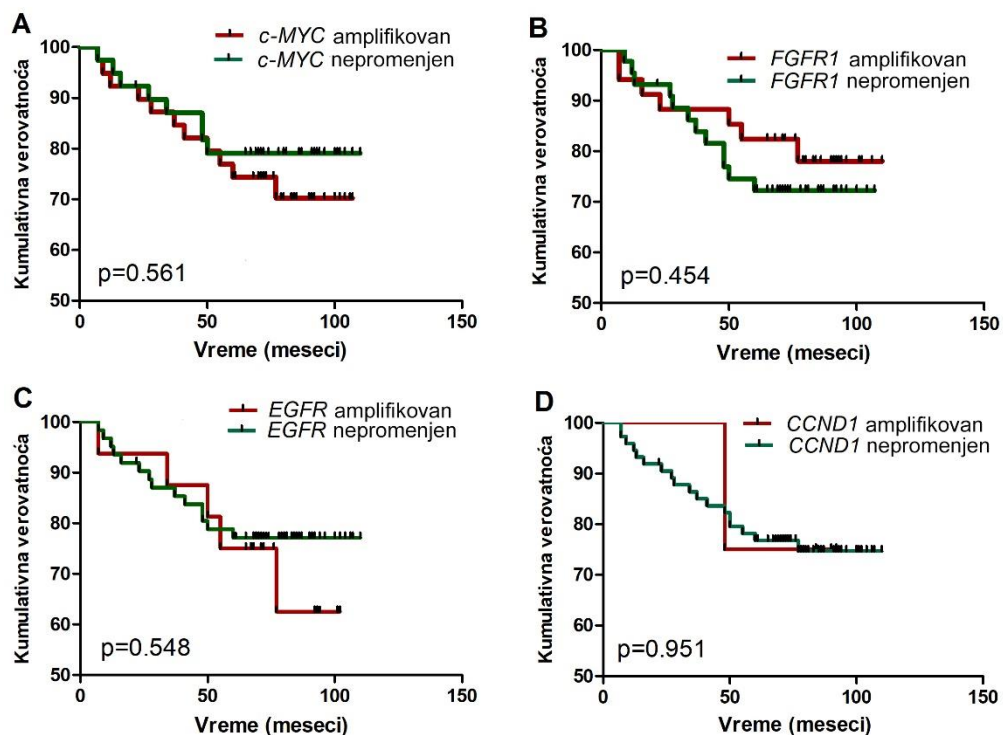 A
c-MYC amplifikovan
c-MYC nepromenjen
Kumulativna verovatnoća
100
90
80
70
60
50
p=0.561
0
50
100
150
Vreme (meseci)
B
FGFR1 amplifikovan
FGFR1 nepromenjen
Kumulativna verovatnoća
100
90
80
70
60
50
p=0.454
0
50
100
150
Vreme (meseci)
C
EGFR amplifikovan
EGFR nepromenjen
Kumulativna verovatnoća
100
90
80
70
60
50
p=0.548
0
50
100
150
Vreme (meseci)
D
CCND1 amplifikovan
CCND1 nepromenjen
Kumulativna verovatnoća
100
90
80
70
60
50
p=0.951
0
50
100
150
Vreme (meseci)